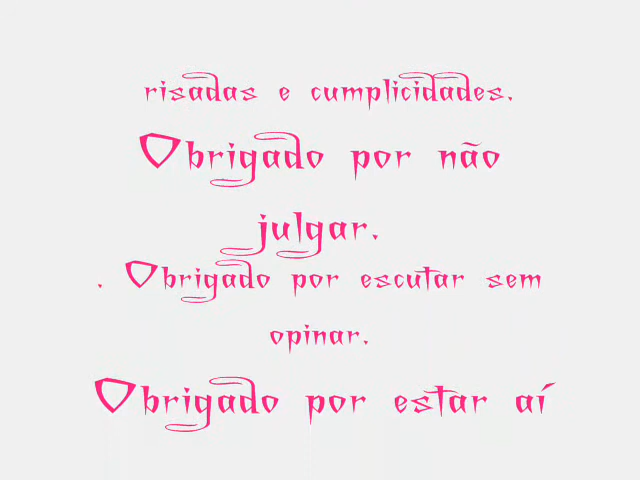 risadas e cumplicidades.
Obrigado por não
julgar.
. Obrigado por escutar sem
opinar.
Obrigado por estar aí